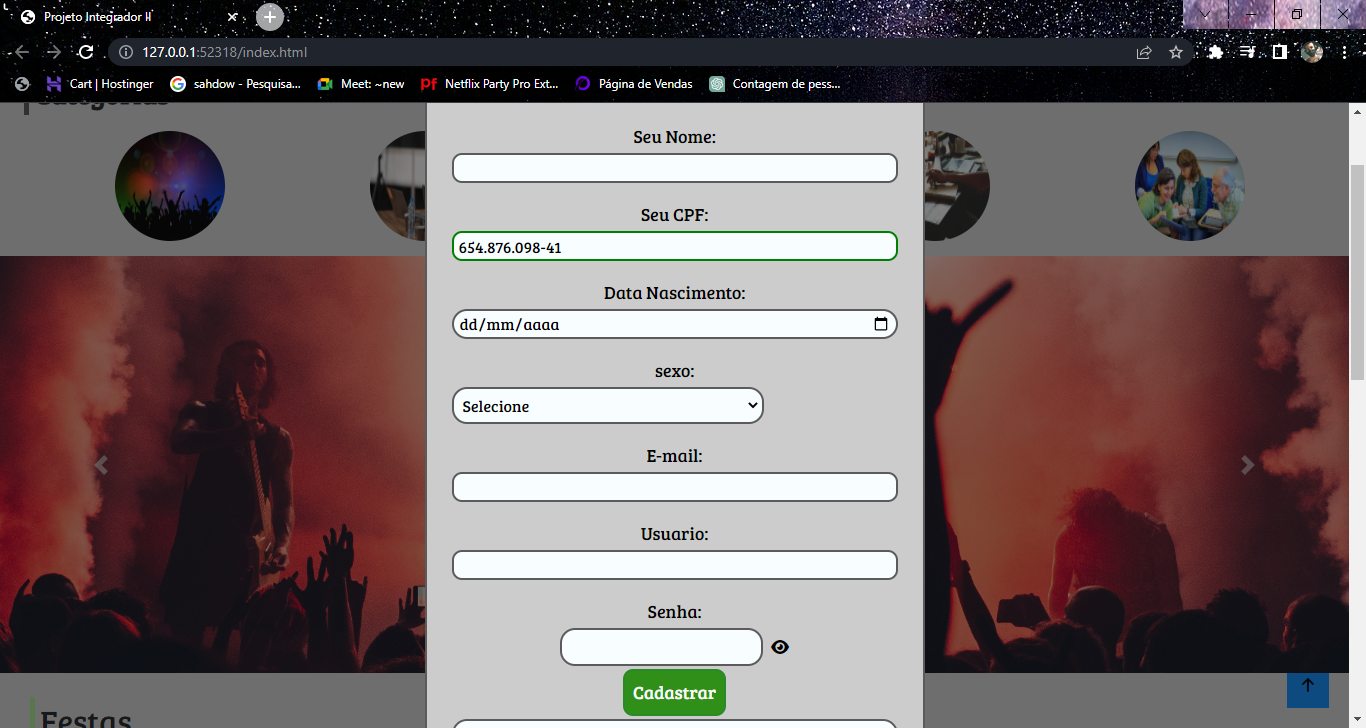 Projeto Integrador II
127.0.0.1:52318/index.html
Cart | Hostinger
sahdow - Pesquisa...
Meet: ~new
pf Netflix Party Pro Ext...
Página de Vendas
Contagem de pess...
Categorias
Seu Nome:
Seu CPF:
654.876.098-41
Data Nascimento:
dd/mm/aaaa
sexo:
Selecione
E-mail:
Usuario:
Senha:
Cadastrar
Festas